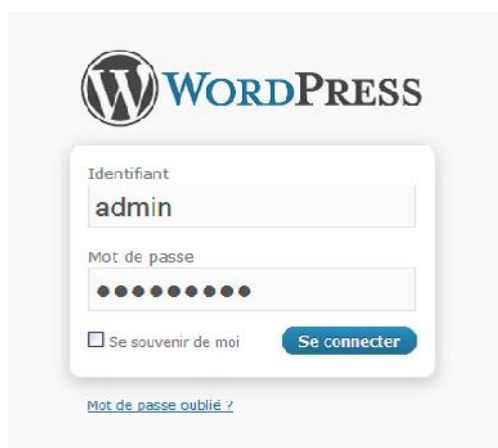 WORDPRESS
Identifiant
admin
Mot de passe
●●●●●●●●●
Se souvenir de moi
Se connecter
Mot de passe oublié ?